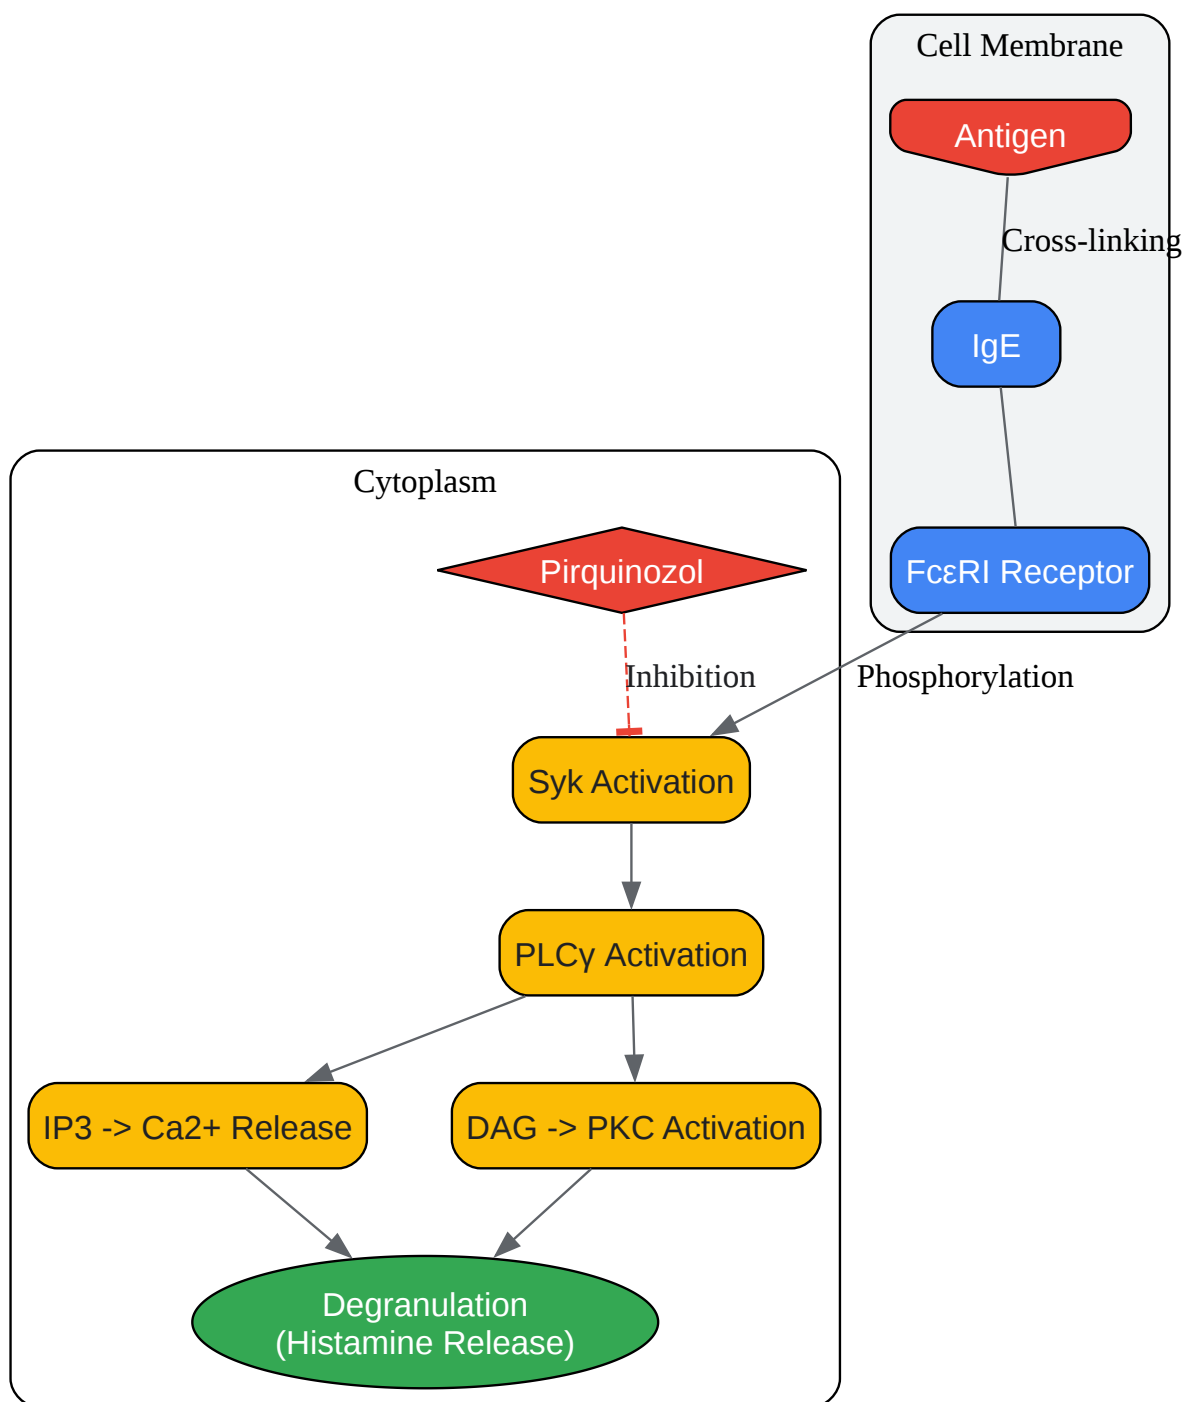 Cell Membrane
Antigen
Cross-linking
IgE
Cytoplasm
Pirquinozol
FcεRI Receptor
Inhibition
Phosphorylation
Syk Activation
PLCγ Activation
IP3 -> Ca2+ Release
DAG -> PKC Activation
Degranulation
(Histamine Release)